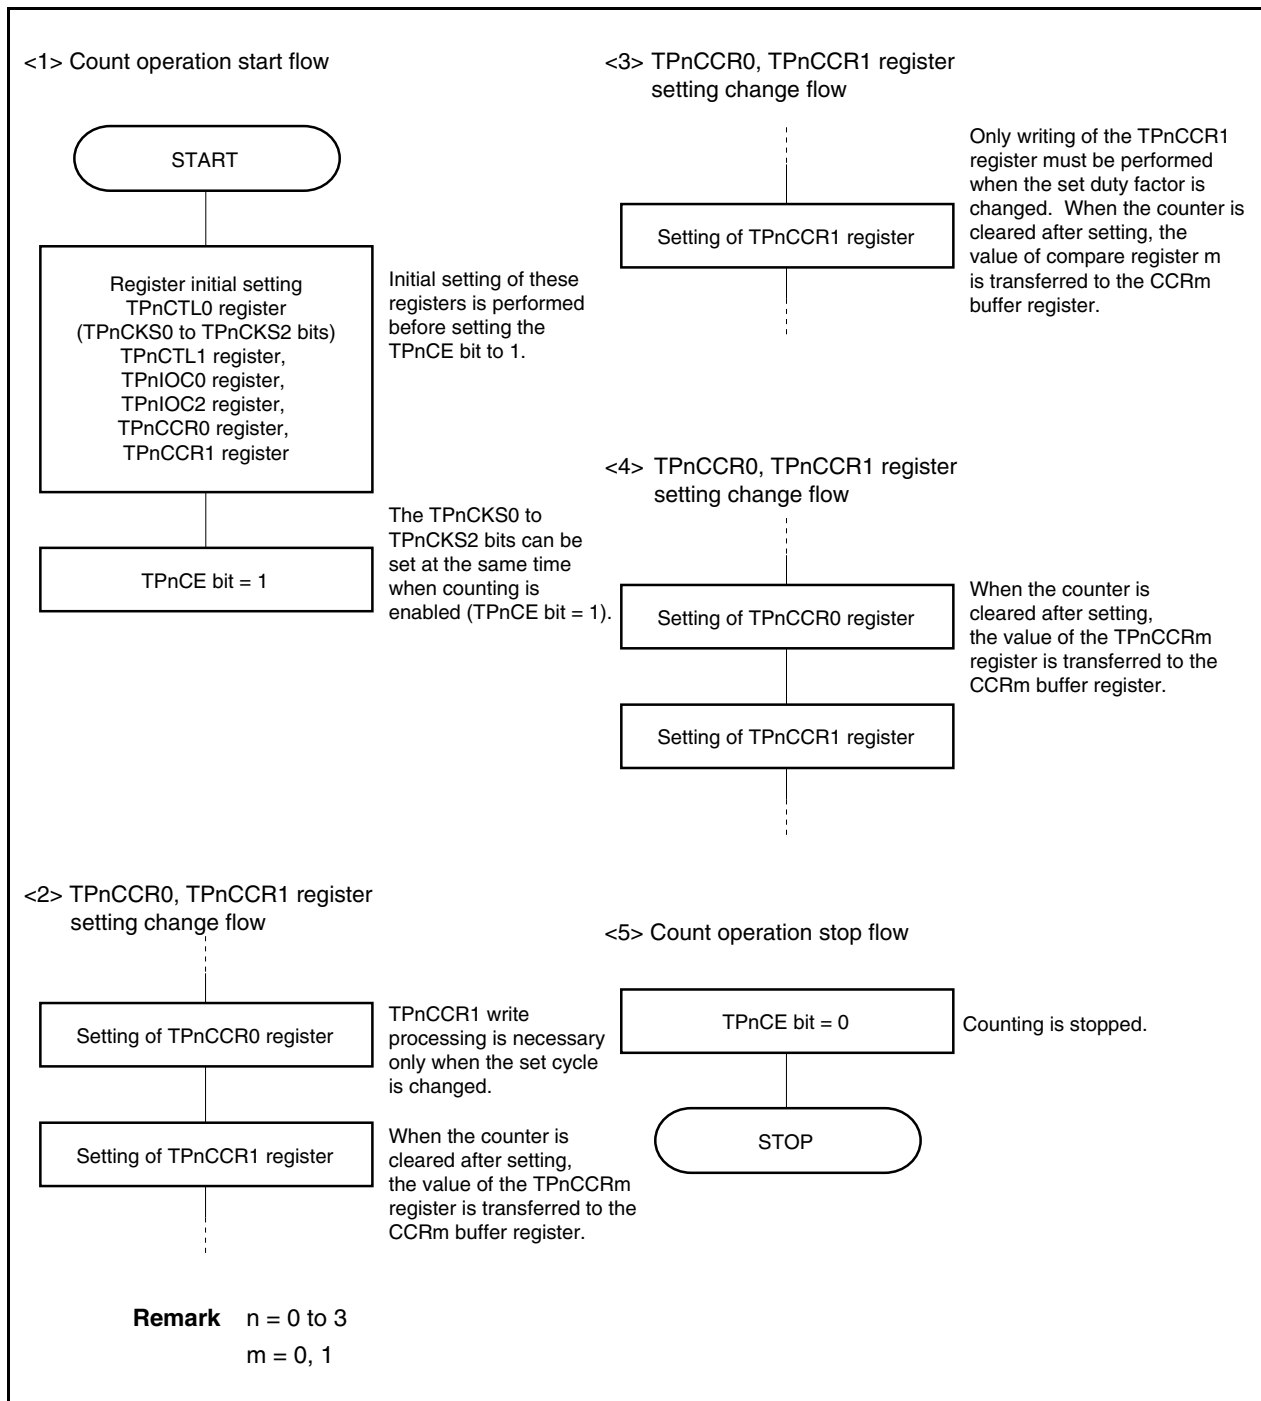 <1> Count operation start flow
START
Register initial setting
TPnCTL0 register
(TPnCKS0 to TPnCKS2 bits)
TPnCTL1 register,
TPnIOC0 register,
TPnIOC2 register,
TPnCCR0 register,
TPnCCR1 register
Initial setting of these
registers is performed
before setting the
TPnCE bit to 1.
TPnCE bit = 1
The TPnCKS0 to
TPnCKS2 bits can be
set at the same time
when counting is
enabled (TPnCE bit = 1).
<2> TPnCCR0, TPnCCR1 register
setting change flow
Setting of TPnCCR0 register
TPnCCR1 write
processing is necessary
only when the set cycle
is changed.
Setting of TPnCCR1 register
When the counter is
cleared after setting,
the value of the TPnCCRm
register is transferred to the
CCRm buffer register.
<3> TPnCCR0, TPnCCR1 register
setting change flow
Setting of TPnCCR1 register
Only writing of the TPnCCR1
register must be performed
when the set duty factor is
changed. When the counter is
cleared after setting, the
value of compare register m
is transferred to the CCRm
buffer register.
<4> TPnCCR0, TPnCCR1 register
setting change flow
Setting of TPnCCR0 register
When the counter is
cleared after setting,
the value of the TPnCCRm
register is transferred to the
CCRm buffer register.
Setting of TPnCCR1 register
<5> Count operation stop flow
TPnCE bit = 0
Counting is stopped.
STOP
Remark n = 0 to 3
m = 0, 1